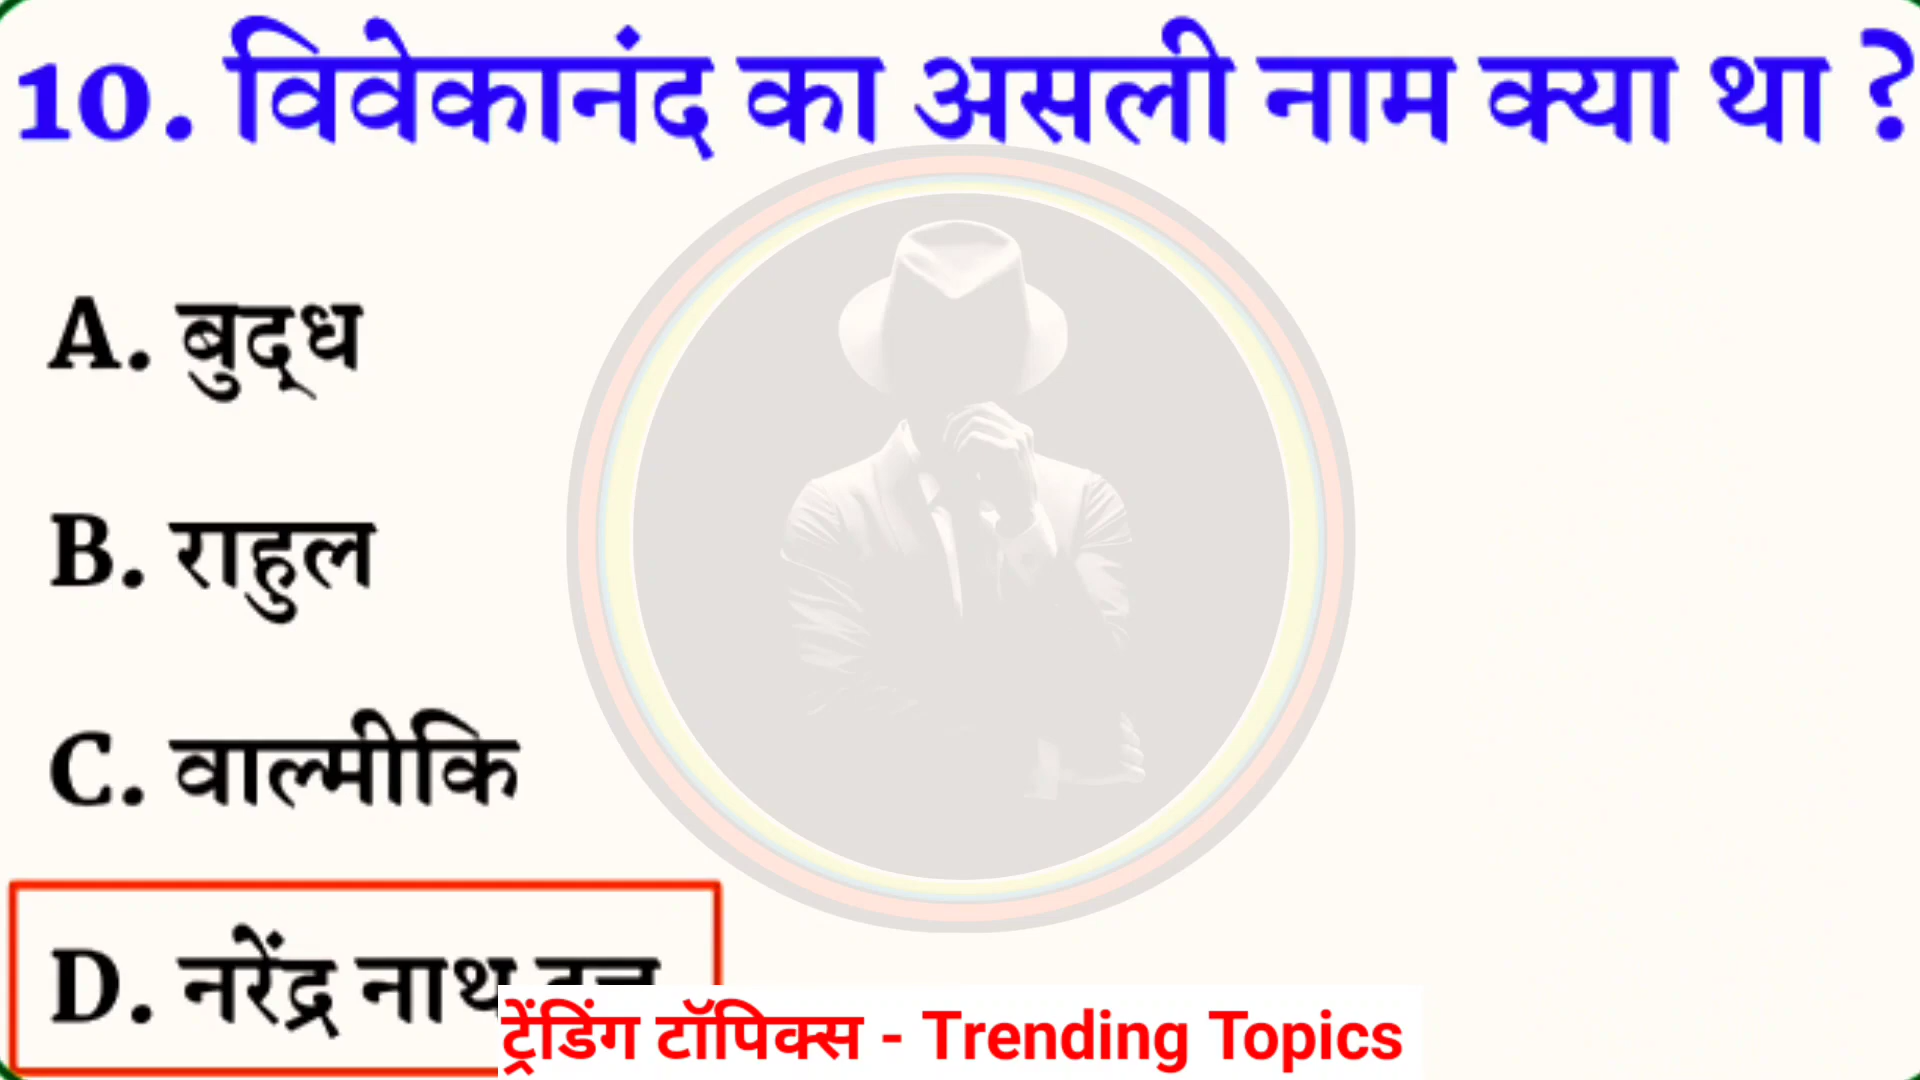 10. विवेकानंद का असली नाम क्या था ?
A. बुद्ध
B. राहुल
C. वाल्मीकि
D. नरेंद्र नाथ
ट्रेंडिंग टॉपिक्स - Trending Topics